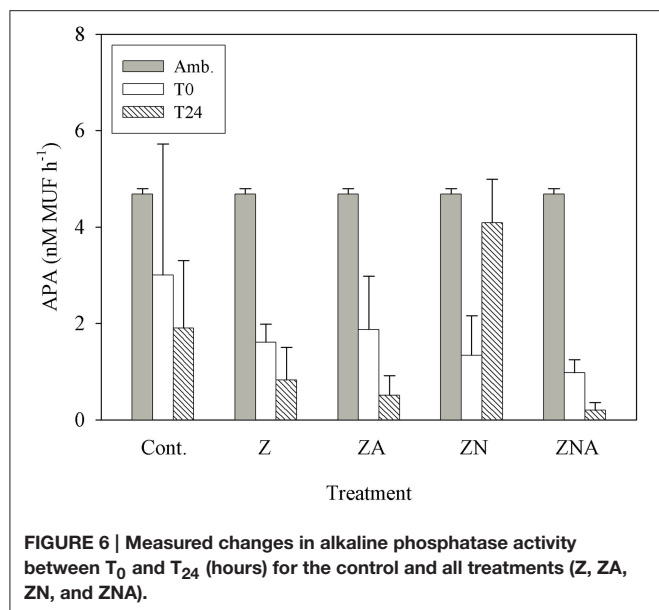 8
6
4
2
0
APA (nM MUF h⁻¹)
Amb.
T0
T24
Cont.
Z
ZA
ZN
ZNA
Treatment
FIGURE 6 | Measured changes in alkaline phosphatase activity
between T₀ and T₂₄ (hours) for the control and all treatments (Z, ZA,
ZN, and ZNA).